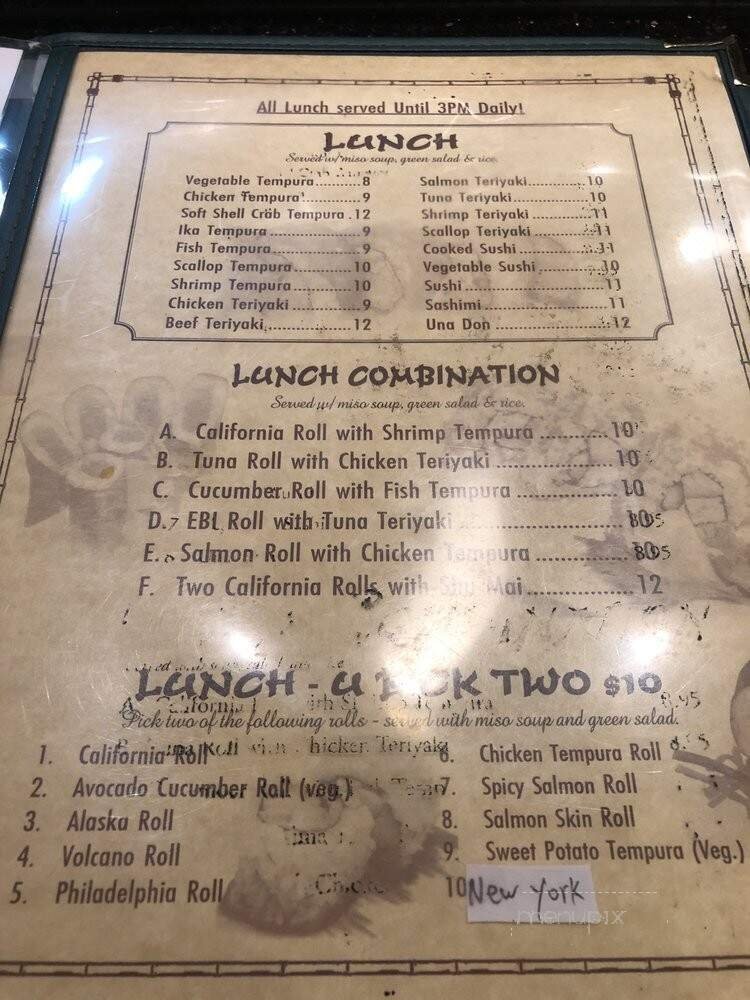 All Lunch served Until 3PM Daily!
LUNCH
Served w/ miso soup, green salad & rice.
Vegetable Tempura..........8
Chicken Tempura............9
Soft Shell Crab Tempura .12
Ika Tempura..................9
Fish Tempura.................9
Scallop Tempura............10
Shrimp Tempura............10
Chicken Teriyaki.............9
Beef Teriyaki................12
Salmon Teriyaki............10
Tuna Teriyaki...............10
Shrimp Teriyaki............11
Scallop Teriyaki............11
Cooked Sushi...............11
Vegetable Sushi............10
Sushi.........................11
Sashimi......................11
Una Don.....................12
LUNCH COMBINATION
Served w/ miso soup, green salad & rice.
A. California Roll with Shrimp Tempura ...........10
B. Tuna Roll with Chicken Teriyaki ..................10
C. Cucumber Roll with Fish Tempura ...............10
D. EBI Roll with Tuna Teriyaki 10
E. Salmon Roll with Chicken Tempura ..............10
F. Two California Rolls with Shu Mai................12
LUNCH - U PICK TWO $10
Pick two of the following rolls - served with miso soup and green salad.
1. California Roll
2. Avocado Cucumber Roll (veg.)
3. Alaska Roll
4. Volcano Roll
5. Philadelphia Roll
6. Chicken Tempura Roll
7. Spicy Salmon Roll
8. Salmon Skin Roll
9. Sweet Potato Tempura (Veg.)
10 New York
menupix